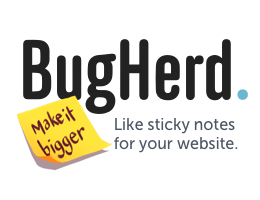 BugHerd.
Make it
bigger
Like sticky notes
for your website.